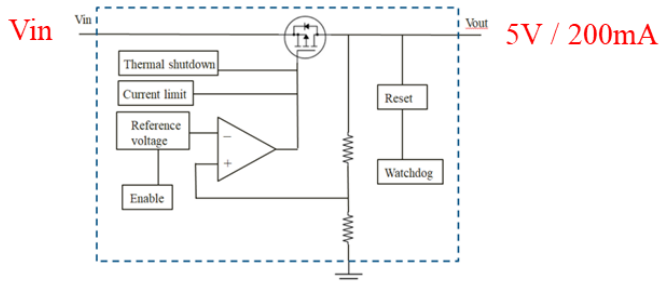 Vin
Vin
Vout
5V / 200mA
Thermal shutdown
Current limit
Reference
voltage
−
+
Enable
Reset
Watchdog